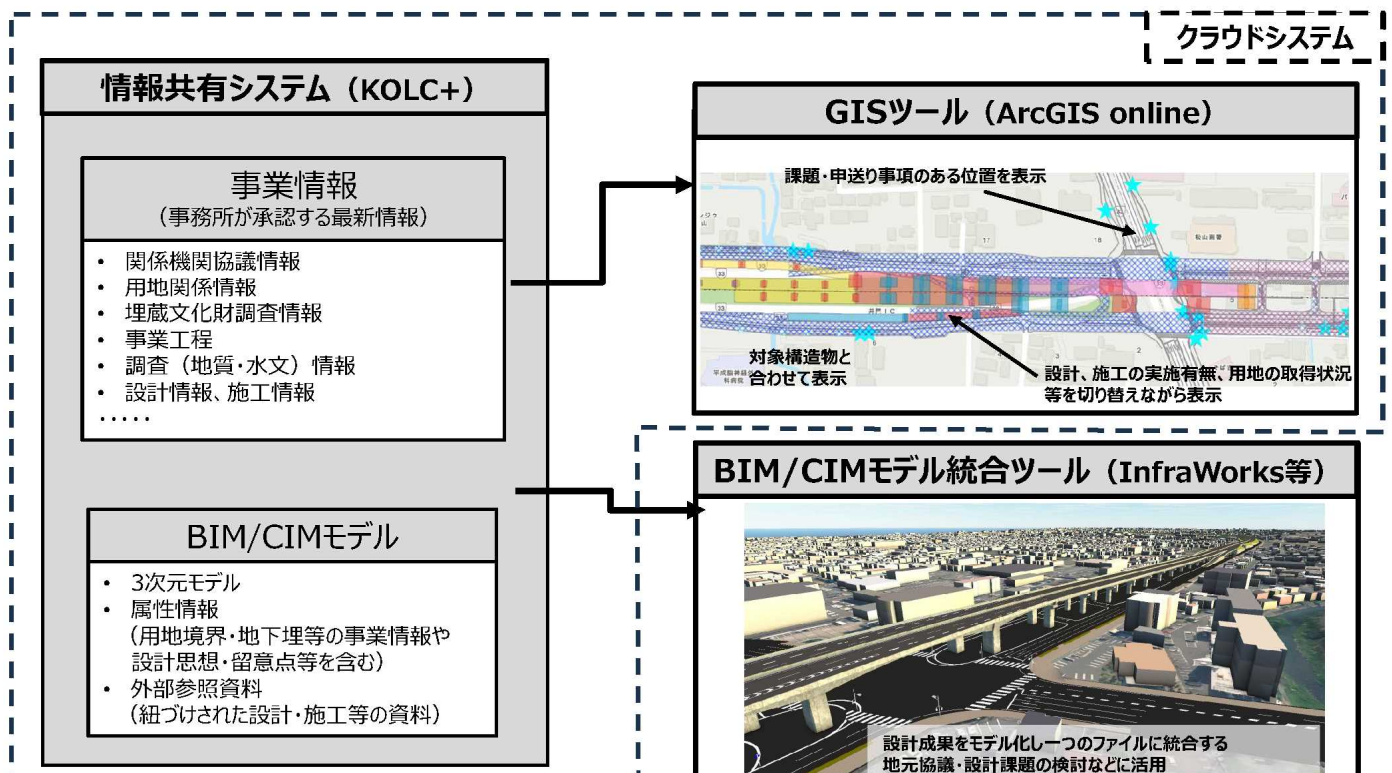 クラウドシステム
情報共有システム（KOLC+）
事業情報
（事務所が承認する最新情報）
• 関係機関協議情報
• 用地関係情報
• 埋蔵文化財調査情報
• 事業工程
• 調査（地質・水文）情報
• 設計情報、施工情報
・・・・・
BIM/CIMモデル
• 3次元モデル
• 属性情報
（用地境界・地下埋等の事業情報や
設計思想・留意点等を含む）
• 外部参照資料
（紐づけされた設計・施工等の資料）
GISツール（ArcGIS online）
課題・申送り事項のある位置を表示
松山南署
17
18
33
33
井門IC
対象構造物と
合わせて表示
設計、施工の実施有無、用地の取得状況
等を切り替えながら表示
BIM/CIMモデル統合ツール（InfraWorks等）
設計成果をモデル化し一つのファイルに統合する
地元協議・設計課題の検討などに活用